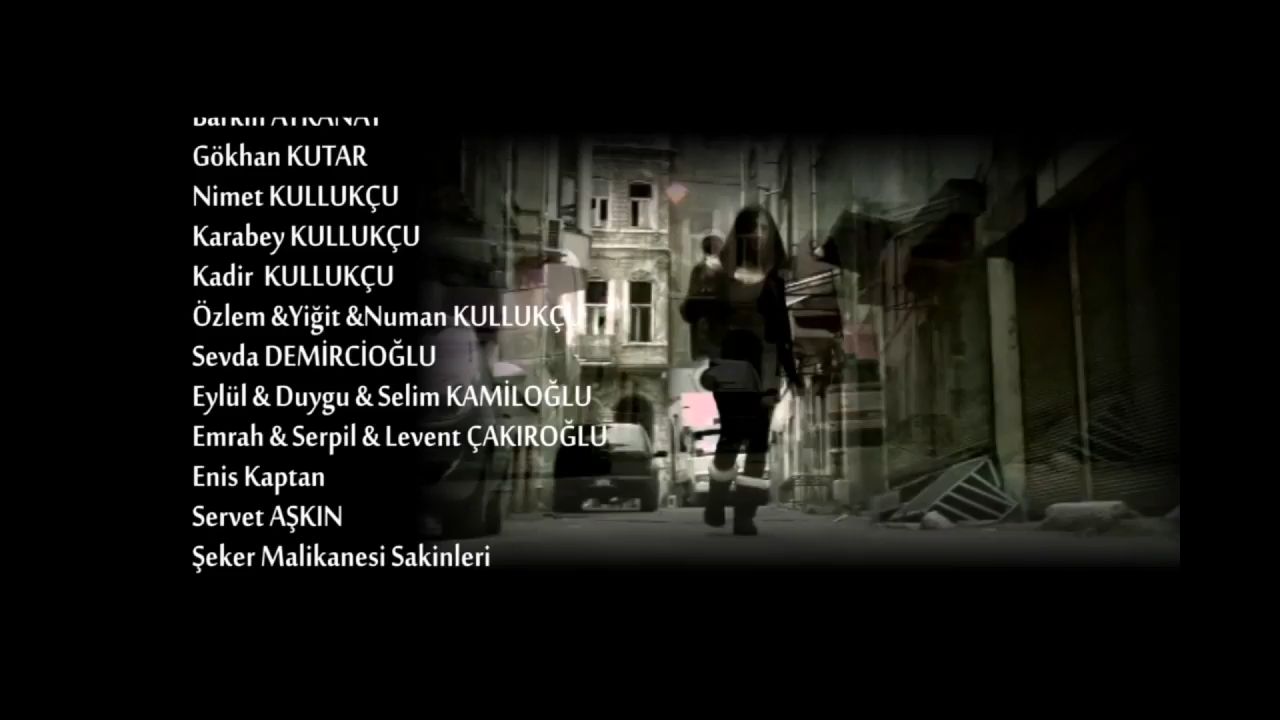 Gökhan KUTAR
Nimet KULLUKÇU
Karabey KULLUKÇU
Kadir KULLUKÇU
Özlem &Yiğit &Numan KULLUKÇU
Sevda DEMİRCİOĞLU
Eylül & Duygu & Selim KAMİLOĞLU
Emrah & Serpil & Levent ÇAKIROĞLU
Enis Kaptan
Servet AŞKIN
Şeker Malikanesi Sakinleri